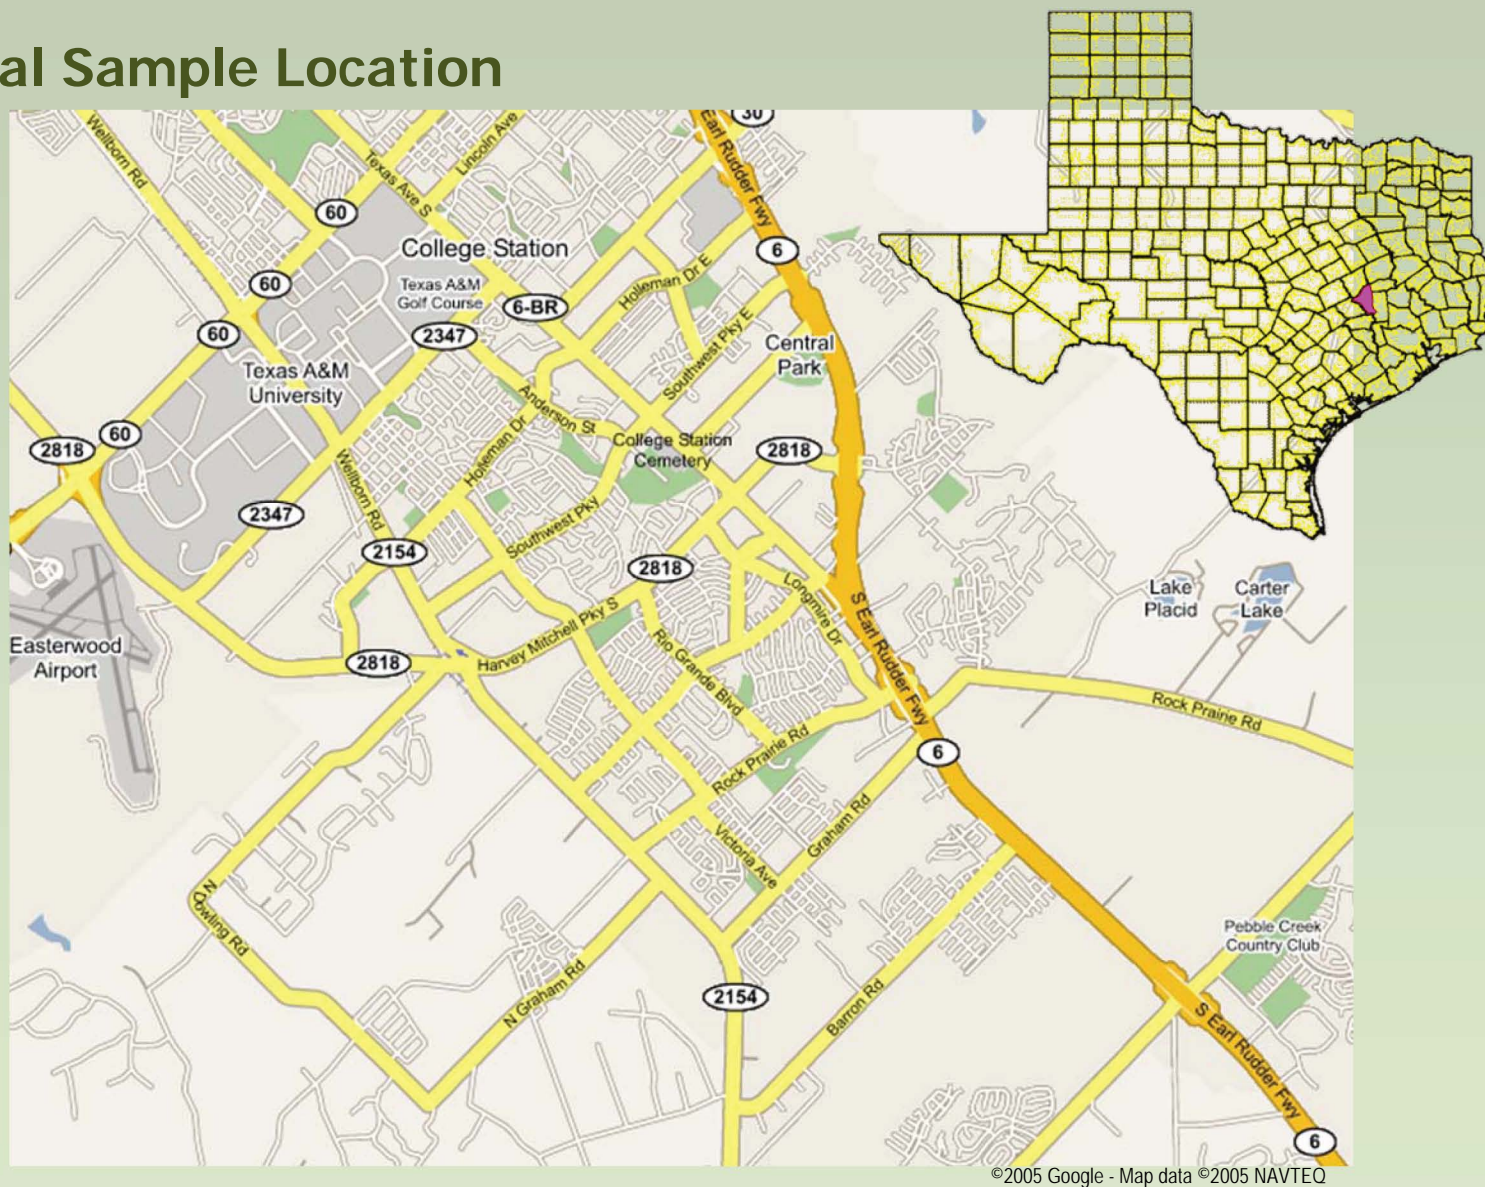 al Sample Location
30
Earl Rudder Fwy
Wellborn Rd
Texas Ave S
Lincoln Ave
60
College Station
6
Holleman Dr E
60
Texas A&M
Golf Course
6-BR
60
2347
Southwest Pky E
Central
Park
Texas A&M
University
Anderson St
Holleman Dr
60
2818
College Station
Cemetery
2818
Wellborn Rd
Southwest Pky
2347
2154
2818
Longmire Dr
Lake
Placid
Carter
Lake
S Earl Rudder Fwy
Easterwood
Airport
Harvey Mitchell Pky S
2818
Rio Grande Blvd
Rock Prairie Rd
Rock Prairie Rd
6
Graham Rd
Victoria Ave
N Dowling Rd
Pebble Creek
Country Club
N Graham Rd
2154
Barron Rd
S Earl Rudder Fwy
6
©2005 Google - Map data ©2005 NAVTEQ